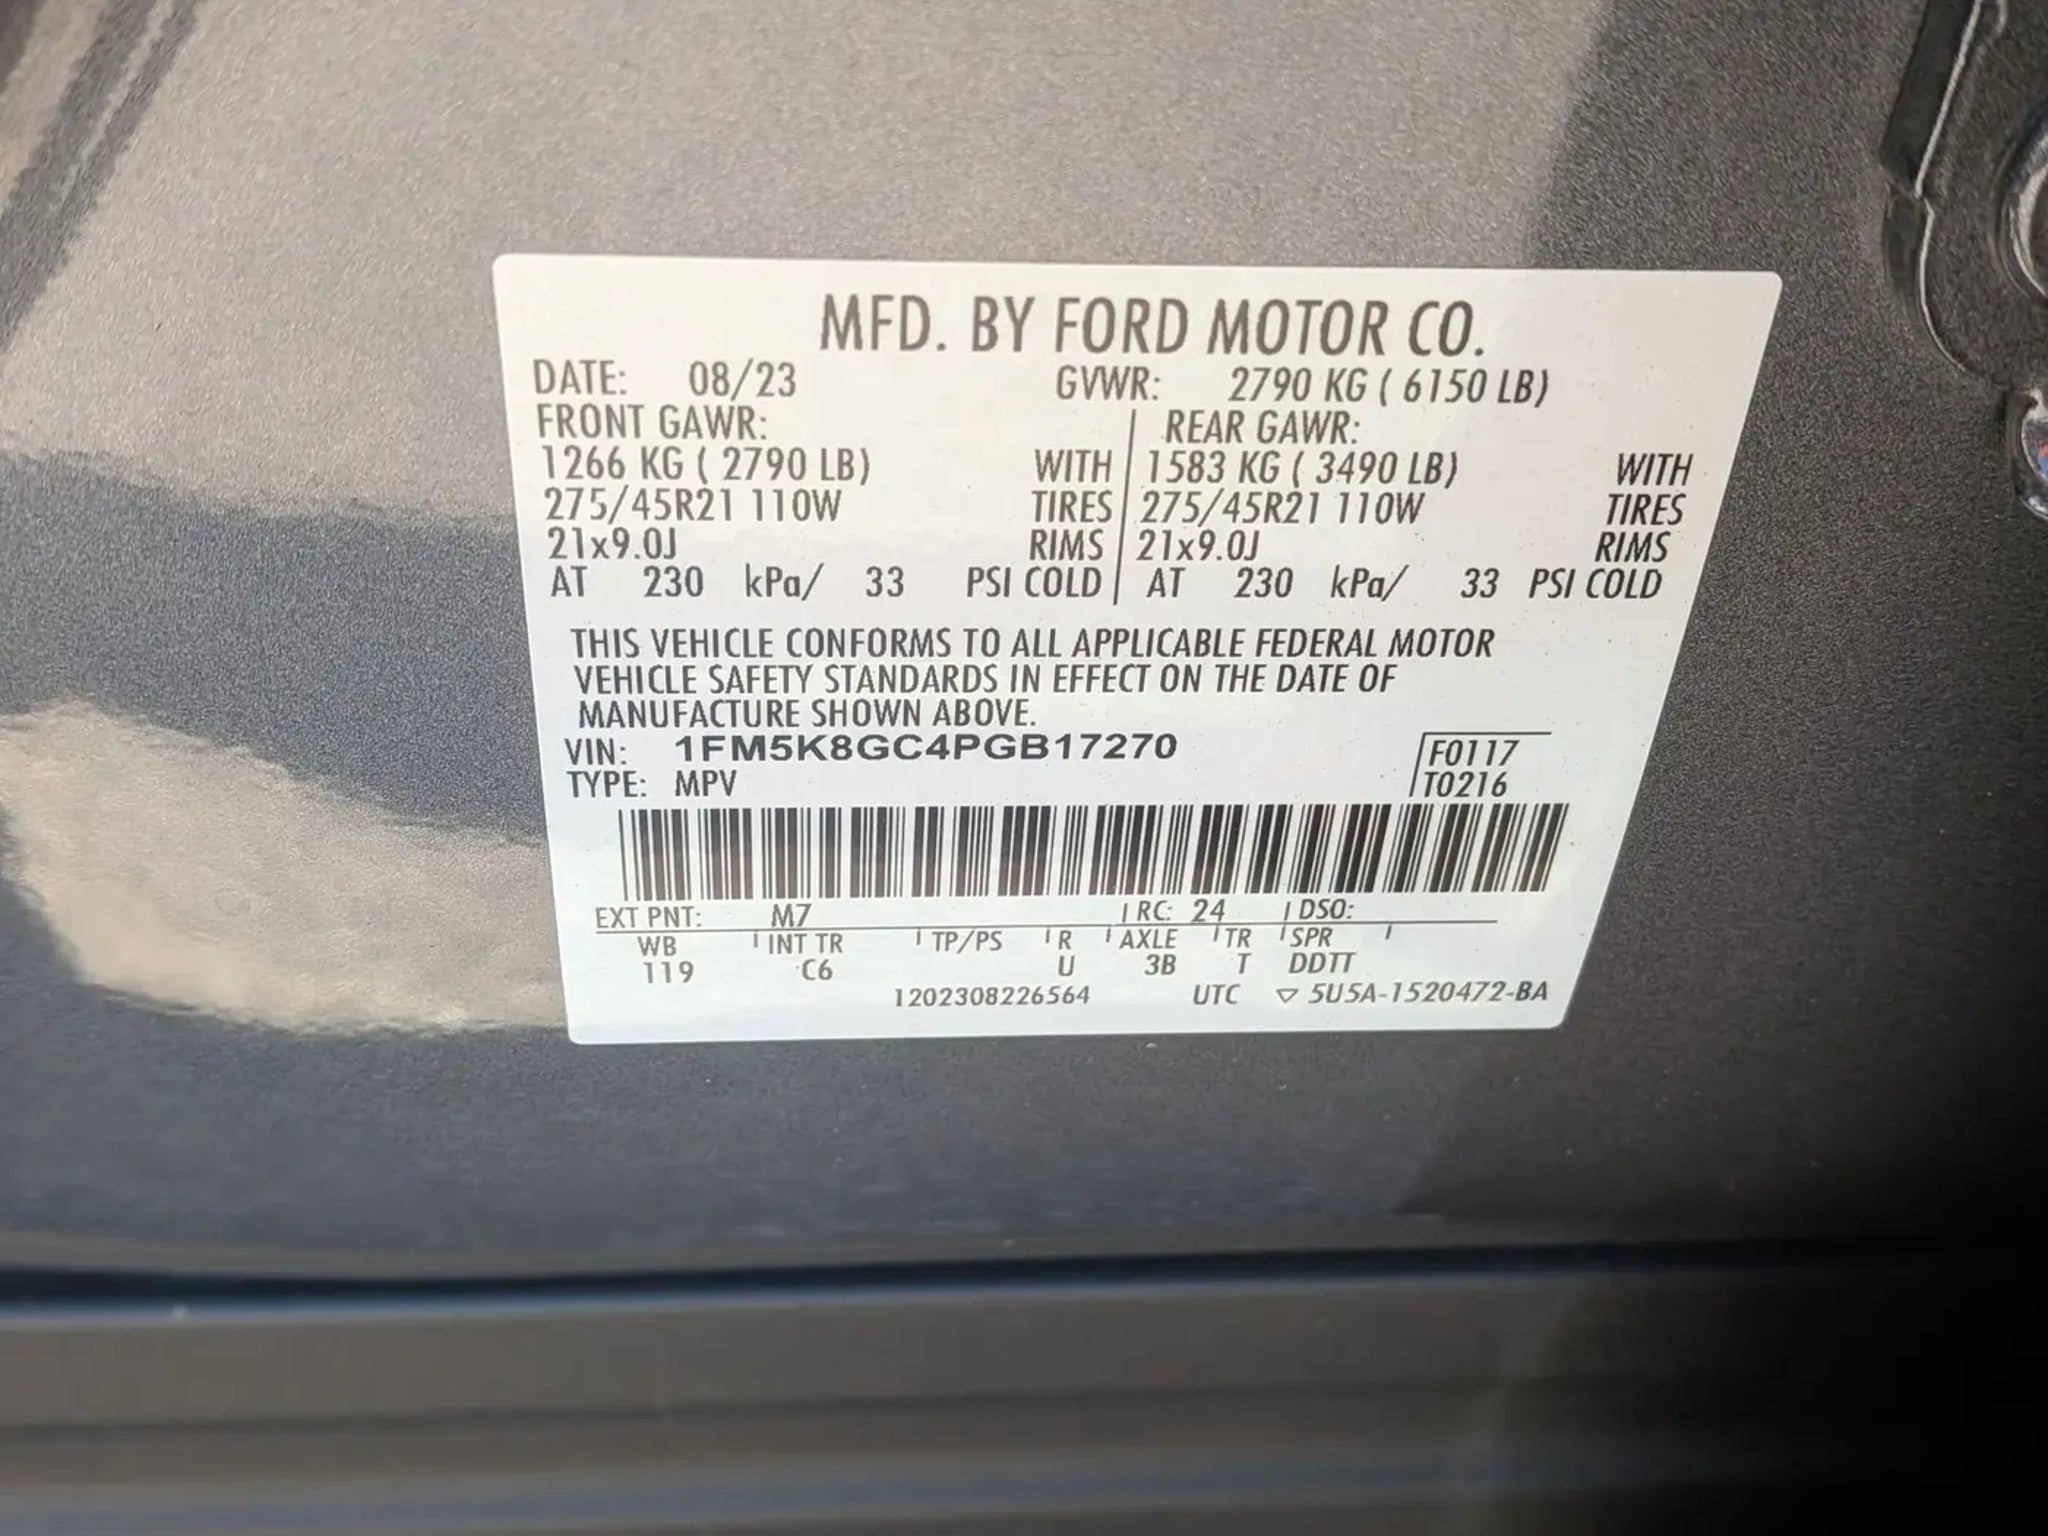 MFD. BY FORD MOTOR CO.
DATE: 08/23 GVWR: 2790 KG ( 6150 LB)
FRONT GAWR: REAR GAWR:
1266 KG ( 2790 LB) WITH 1583 KG ( 3490 LB) WITH
275/45R21 110W TIRES 275/45R21 110W TIRES
21x9.0J RIMS 21x9.0J RIMS
AT 230 kPa/ 33 PSI COLD AT 230 kPa/ 33 PSI COLD
THIS VEHICLE CONFORMS TO ALL APPLICABLE FEDERAL MOTOR
VEHICLE SAFETY STANDARDS IN EFFECT ON THE DATE OF
MANUFACTURE SHOWN ABOVE.
VIN: 1FM5K8GC4PGB17270 F0117
TYPE: MPV T0216
EXT PNT: M7 RC: 24 DSO:
WB INT TR TP/PS R AXLE TR SPR
119 C6 U 3B T DDTT
1202308226564 UTC ▽ 5U5A-1520472-BA